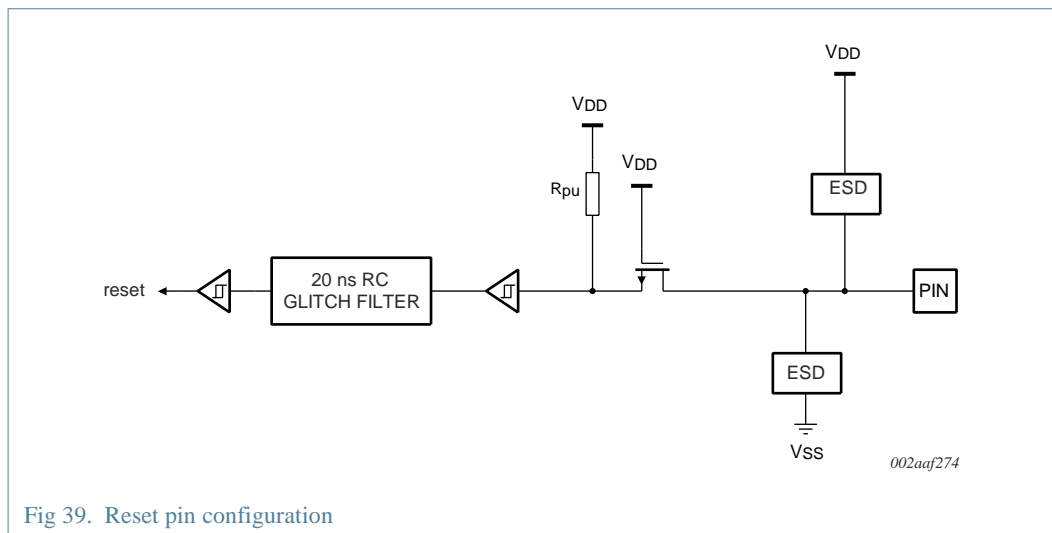 VDD
VDD
VDD
Rpu
ESD
reset
20 ns RC
GLITCH FILTER
PIN
ESD
VSS
002aaf274
Fig 39. Reset pin configuration